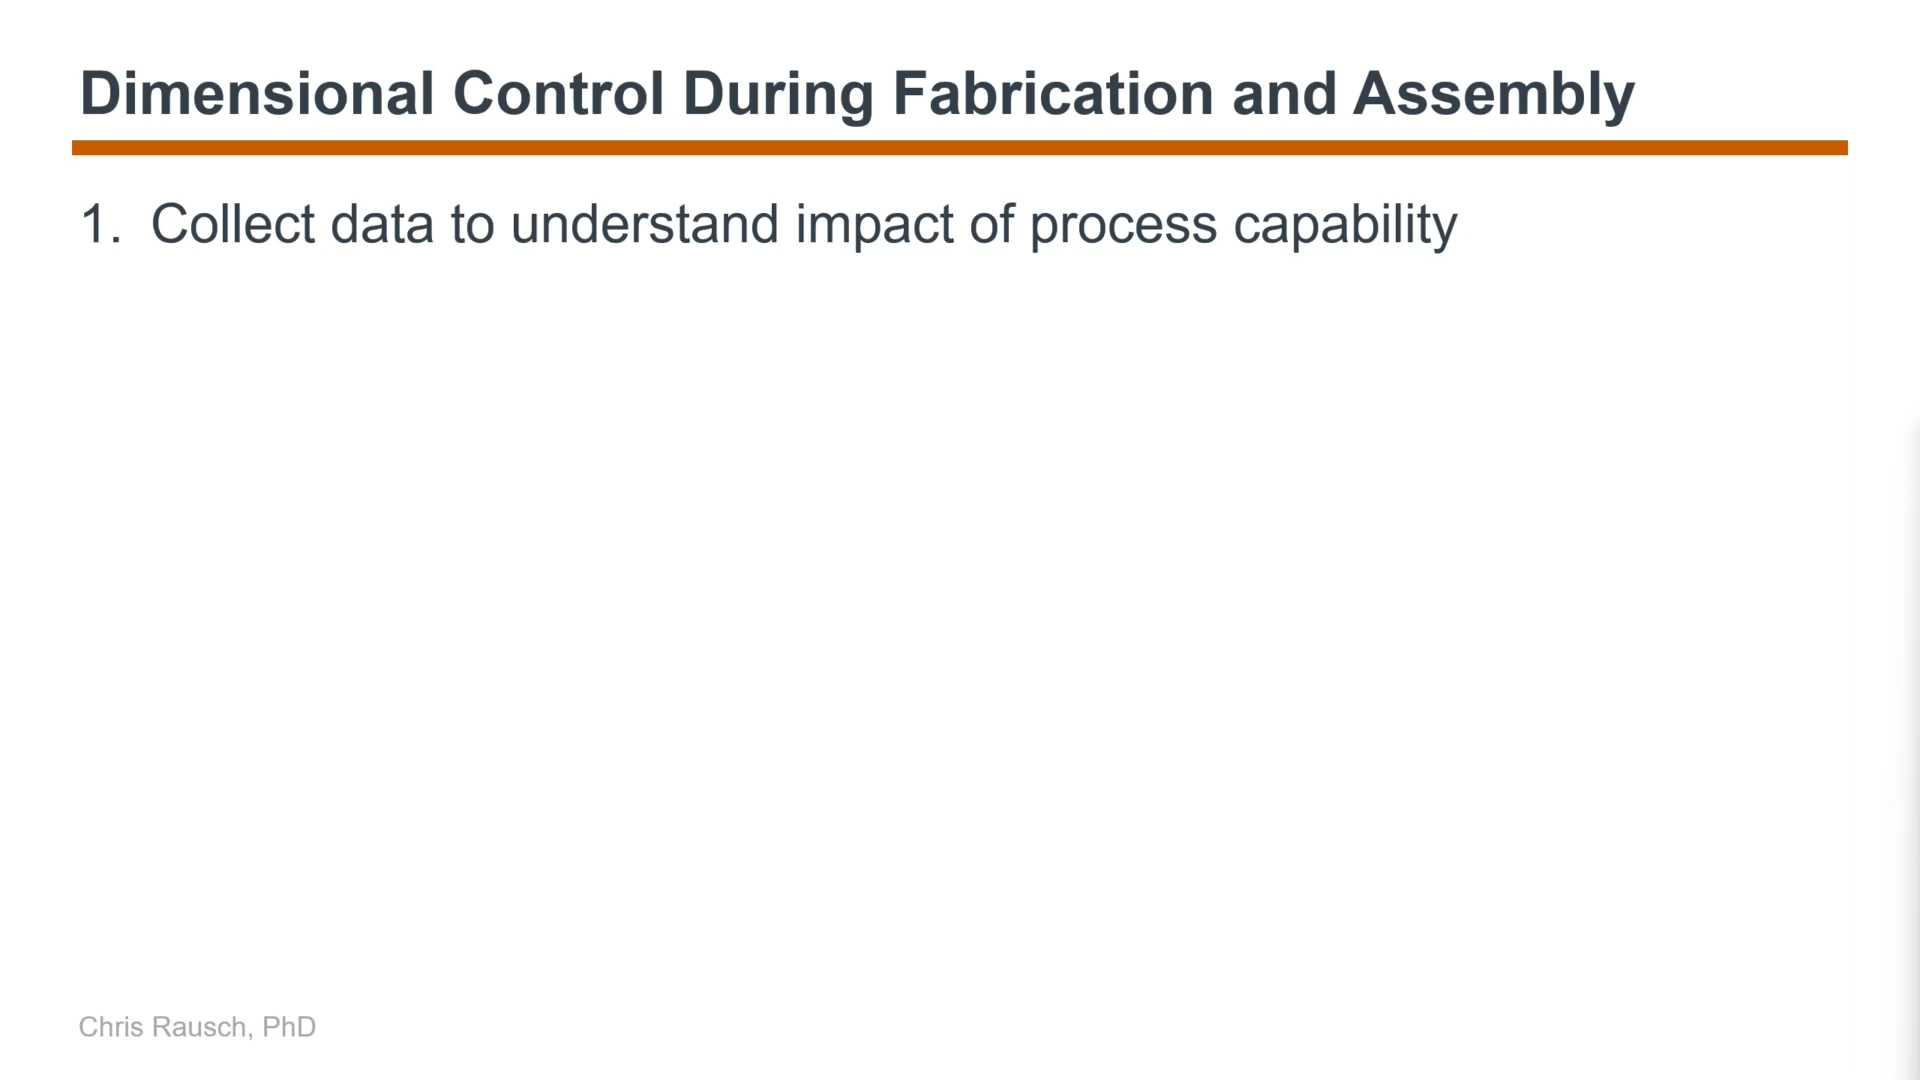 Dimensional Control During Fabrication and Assembly
1. Collect data to understand impact of process capability
Chris Rausch, PhD